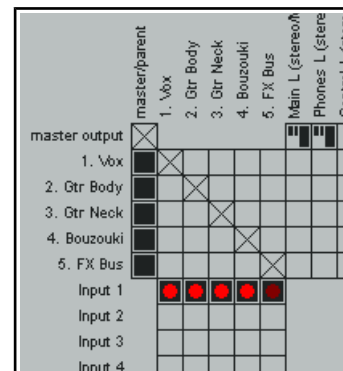 master/parent
1. Vox
2. Gtr Body
3. Gtr Neck
4. Bouzouki
5. FX Bus
Main L (stereo/
Phones L (stere
master output
1. Vox
2. Gtr Body
3. Gtr Neck
4. Bouzouki
5. FX Bus
Input 1
Input 2
Input 3
Input 4